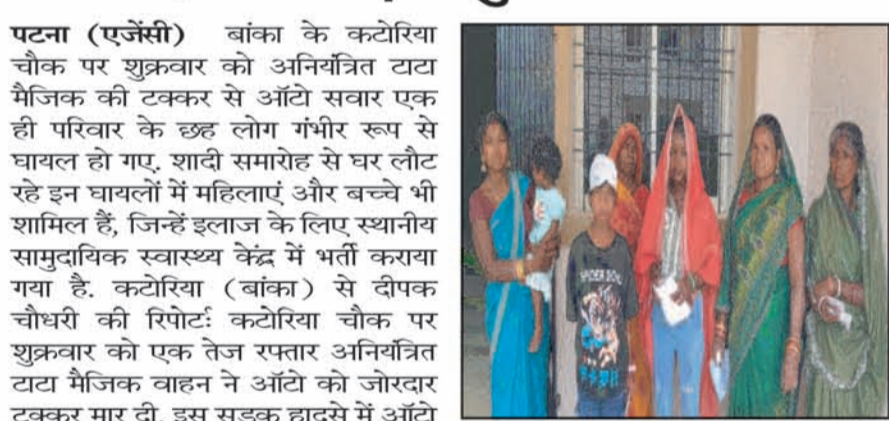 पटना (एजेंसी) बांका के कटोरिया
चौक पर शुक्रवार को अनियंत्रित टाटा
मैजिक की टक्कर से ऑटो सवार एक
ही परिवार के छह लोग गंभीर रूप से
घायल हो गए. शादी समारोह से घर लौट
रहे इन घायलों में महिलाएं और बच्चे भी
शामिल हैं, जिन्हें इलाज के लिए स्थानीय
सामुदायिक स्वास्थ्य केंद्र में भर्ती कराया
गया है. कटोरिया (बांका) से दीपक
चौधरी की रिपोर्टः कटोरिया चौक पर
शुक्रवार को एक तेज रफ्तार अनियंत्रित
टाटा मैजिक वाहन ने ऑटो को जोरदार
टक्कर मार दी. इस सड़क हादसे में ऑटो